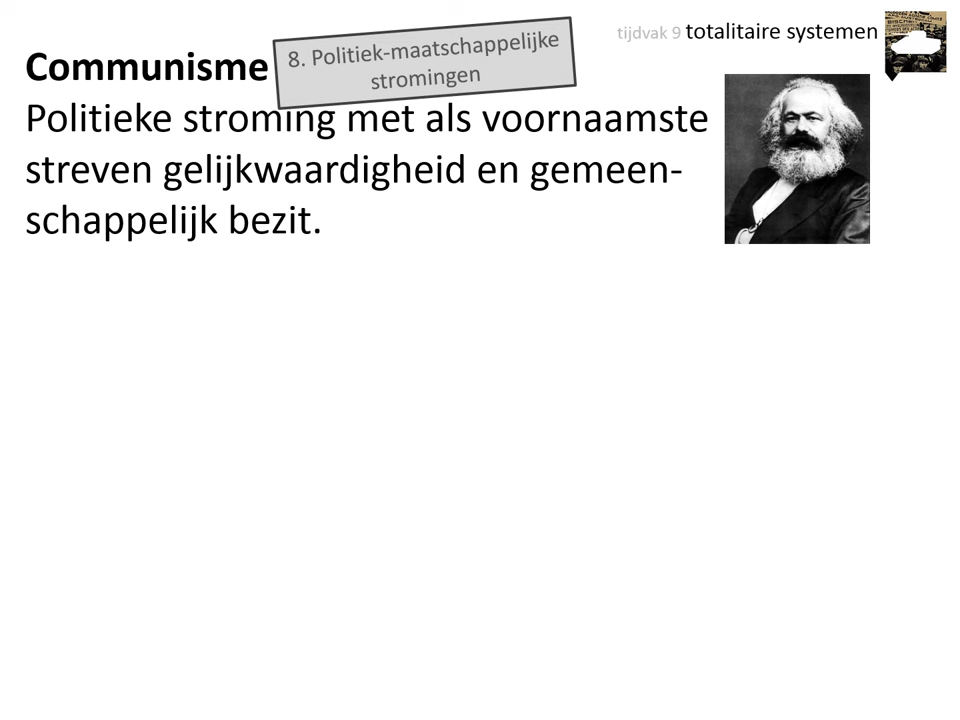 tijdvak 9 totalitaire systemen
Communisme
8. Politiek-maatschappelijke
stromingen
Politieke stroming met als voornaamste
streven gelijkwaardigheid en gemeen-
schappelijk bezit.